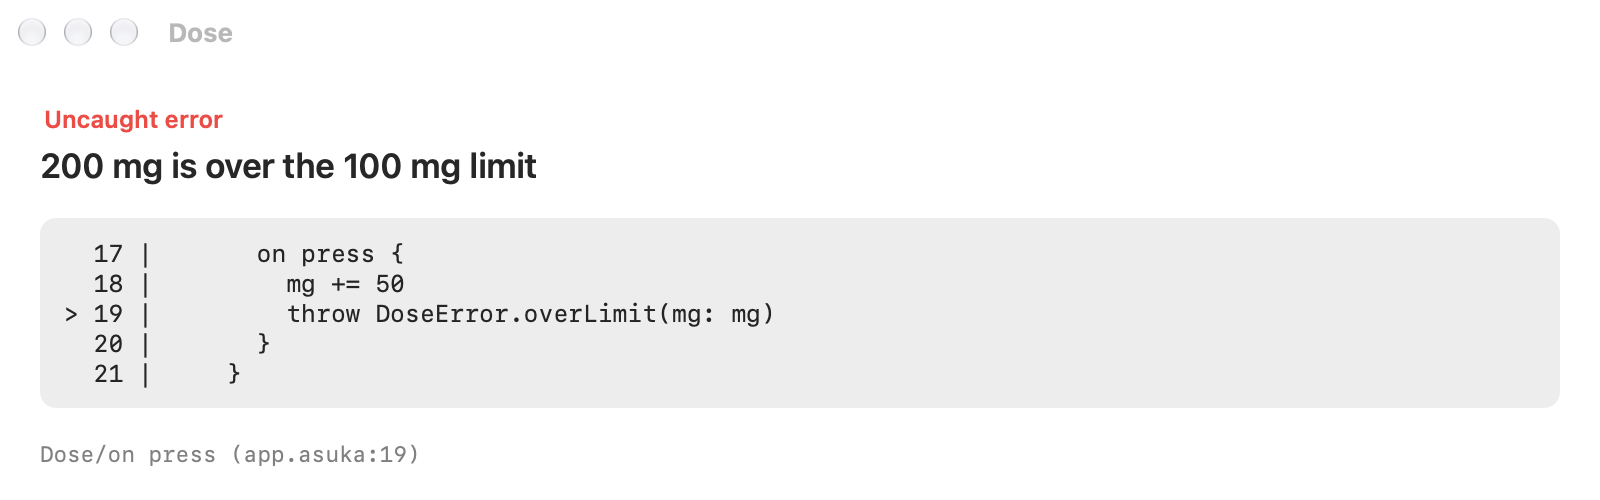 Dose
Uncaught error
200 mg is over the 100 mg limit
  17 |       on press {
  18 |         mg += 50
> 19 |         throw DoseError.overLimit(mg: mg)
  20 |       }
  21 |     }
Dose/on press (app.asuka:19)